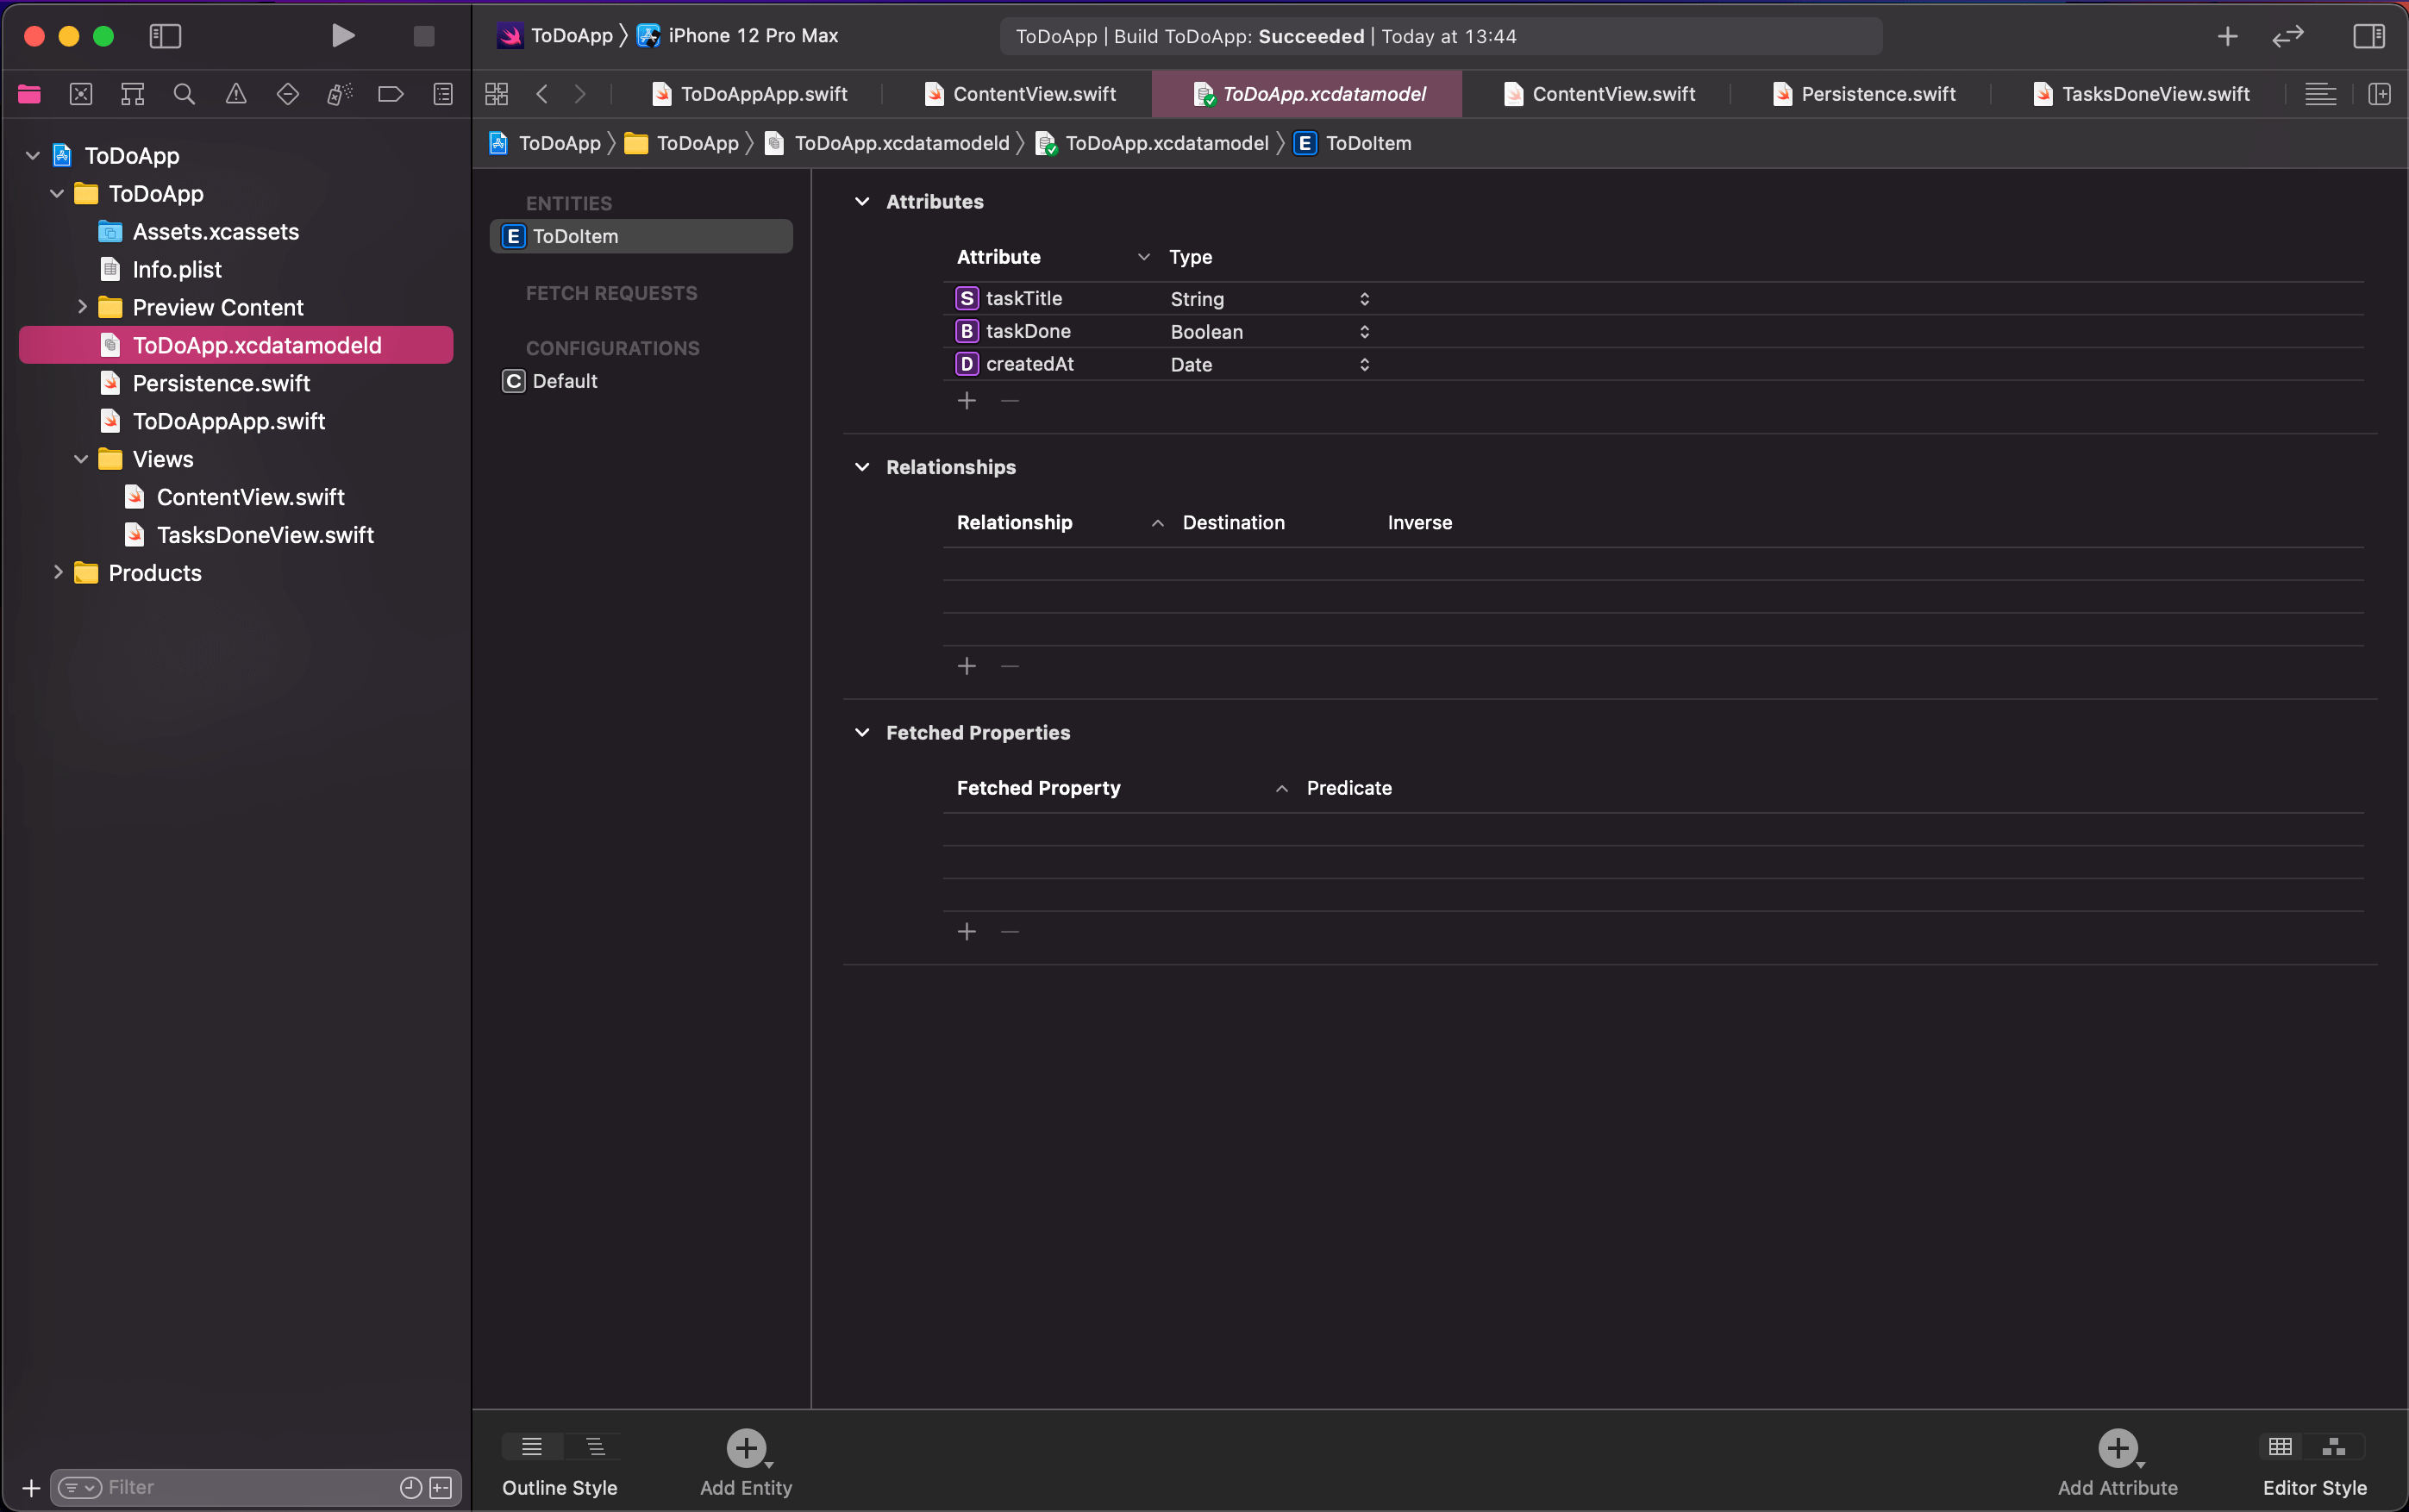 ToDoApp 〉 iPhone 12 Pro Max
ToDoApp | Build ToDoApp: Succeeded | Today at 13:44
ToDoAppApp.swift
ContentView.swift
ToDoApp.xcdatamodel
ContentView.swift
Persistence.swift
TasksDoneView.swift
ToDoApp 〉 ToDoApp 〉 ToDoApp.xcdatamodeld 〉 ToDoApp.xcdatamodel 〉 E ToDoItem
ToDoApp
ToDoApp
Assets.xcassets
Info.plist
Preview Content
ToDoApp.xcdatamodeld
Persistence.swift
ToDoAppApp.swift
Views
ContentView.swift
TasksDoneView.swift
Products
Filter
ENTITIES
E ToDoItem
FETCH REQUESTS
CONFIGURATIONS
C Default
Attributes
Attribute Type
S taskTitle String
B taskDone Boolean
D createdAt Date
Relationships
Relationship Destination Inverse
Fetched Properties
Fetched Property Predicate
Outline Style
Add Entity
Add Attribute
Editor Style